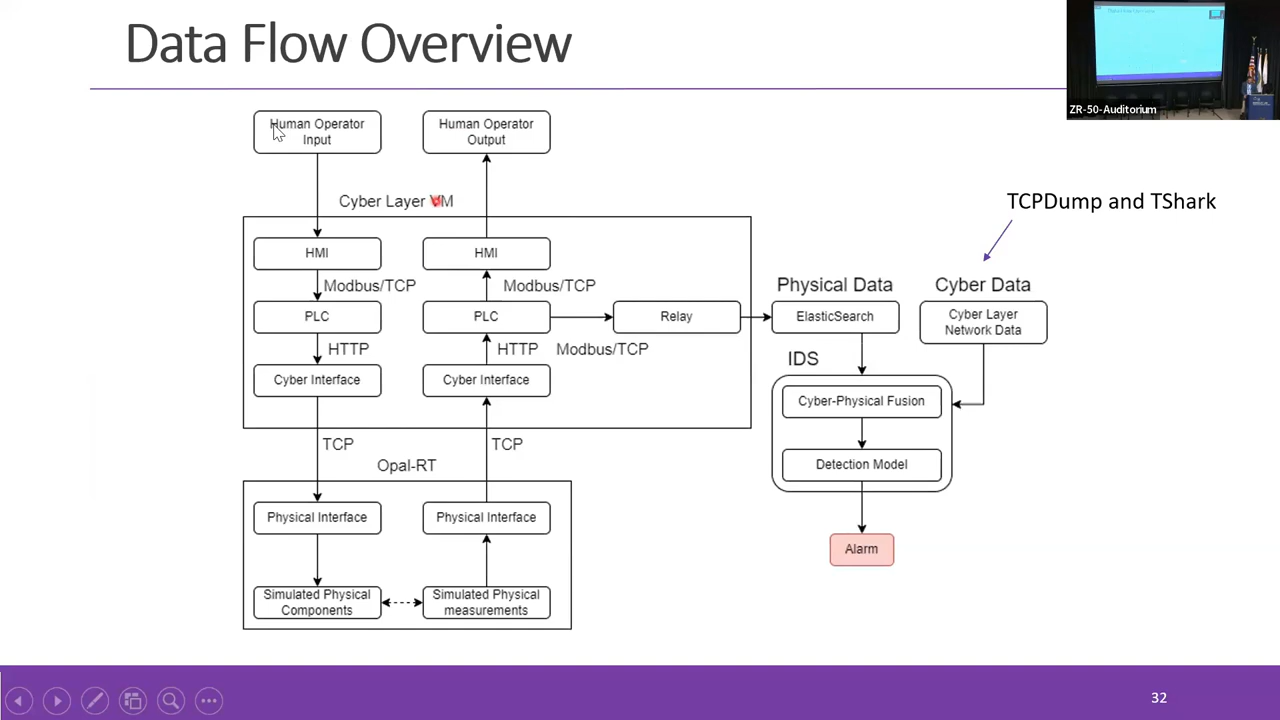 Data Flow Overview
ZR-50-Auditorium
Human Operator
Input
Human Operator
Output
Cyber Layer VM
TCPDump and TShark
HMI
HMI
Modbus/TCP
Modbus/TCP
Physical Data
Cyber Data
PLC
PLC
Relay
ElasticSearch
Cyber Layer
Network Data
HTTP
HTTP
Modbus/TCP
IDS
Cyber Interface
Cyber Interface
Cyber-Physical Fusion
TCP
TCP
Opal-RT
Detection Model
Physical Interface
Physical Interface
Alarm
Simulated Physical
Components
Simulated Physical
measurements
32